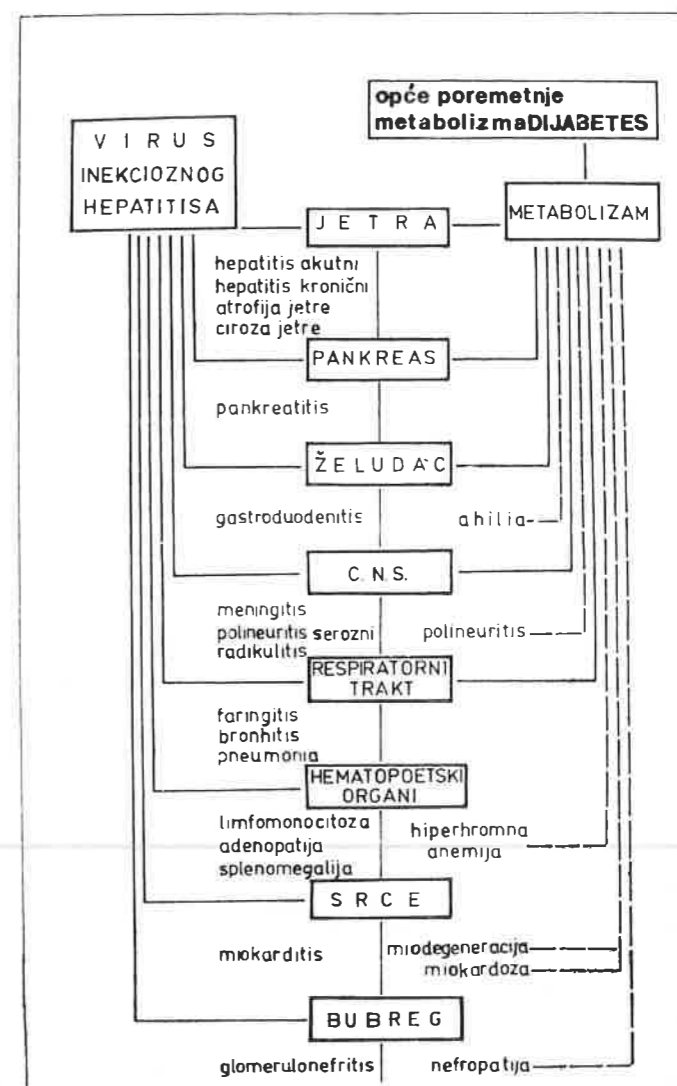 opće poremetnje
metabolizmaDIJABETES
VIRUS
INEKCIOZNOG
HEPATITISA
JETRA
METABOLIZAM
hepatitis akutni
hepatitis kronični
atrofija jetre
ciroza jetre
PANKREAS
pankreatitis
ŽELUDAC
gastroduodenitis
ahilia
C.N.S.
meningitis
polineuritis serozni
radikulitis
polineuritis
RESPIRATORNI
TRAKT
faringitis
bronhitis
pneumonia
HEMATOPOETSKI
ORGANI
limfomonocitoza
adenopatija
splenomegalija
hiperhromna
anemija
SRCE
miokarditis
miodegeneracija
miokardoza
BUBREG
glomerulonefritis
nefropatija